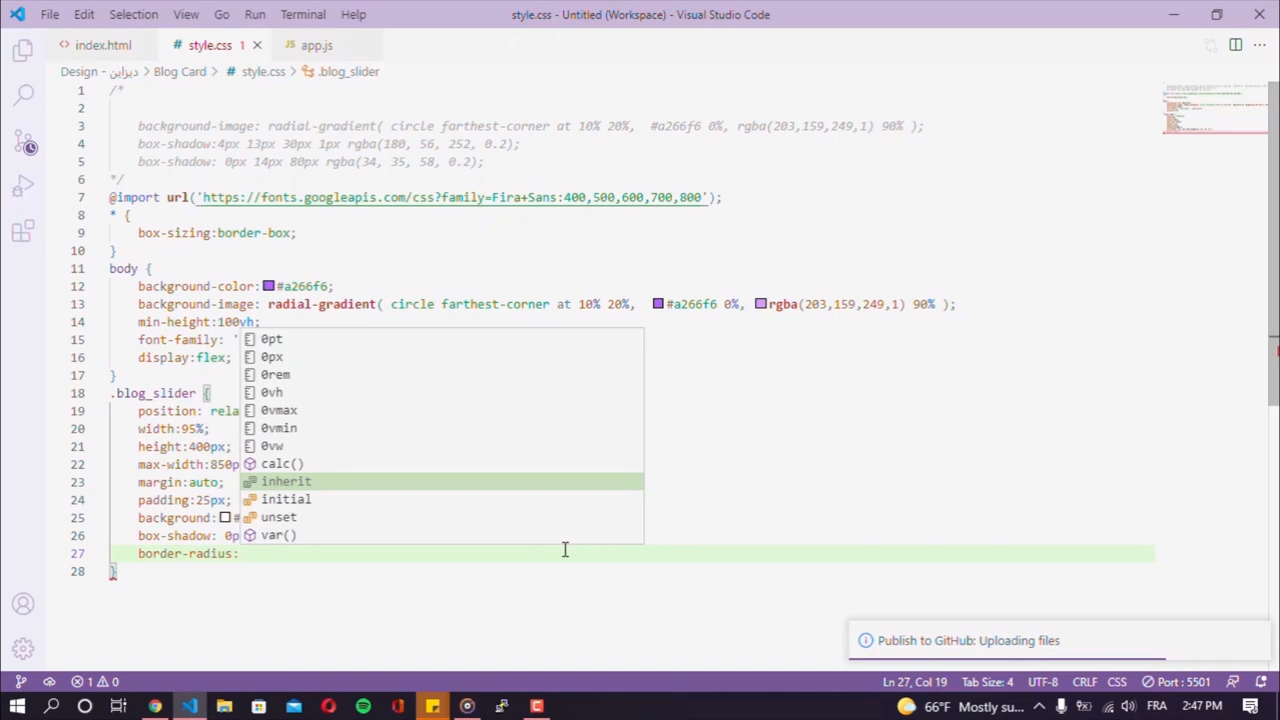 File Edit Selection View Go Run Terminal Help
style.css - Untitled (Workspace) - Visual Studio Code
index.html
style.css 1
app.js
Design - ديزاين > Blog Card > style.css > .blog_slider
1 /*
2
3 background-image: radial-gradient( circle farthest-corner at 10% 20%,  #a266f6 0%, rgba(203,159,249,1) 90% );
4 box-shadow:4px 13px 30px 1px rgba(180, 56, 252, 0.2);
5 box-shadow: 0px 14px 80px rgba(34, 35, 58, 0.2);
6 */
7 @import url('https://fonts.googleapis.com/css?family=Fira+Sans:400,500,600,700,800');
8 * {
9 box-sizing:border-box;
10 }
11 body {
12 background-color:#a266f6;
13 background-image: radial-gradient( circle farthest-corner at 10% 20%,  #a266f6 0%, rgba(203,159,249,1) 90% );
14 min-height:100vh;
15 font-family: '
16 display:flex;
17 }
18 .blog_slider {
19 position: rela
20 width:95%;
21 height:400px;
22 max-width:850p
23 margin:auto;
24 padding:25px;
25 background:#
26 box-shadow: 0p
27 border-radius:
28 }
0pt
0px
0rem
0vh
0vmax
0vmin
0vw
calc()
inherit
initial
unset
var()
Publish to GitHub: Uploading files
1 0
Ln 27, Col 19 Tab Size: 4 UTF-8 CRLF CSS Port : 5501
66°F Mostly su... FRA 2:47 PM